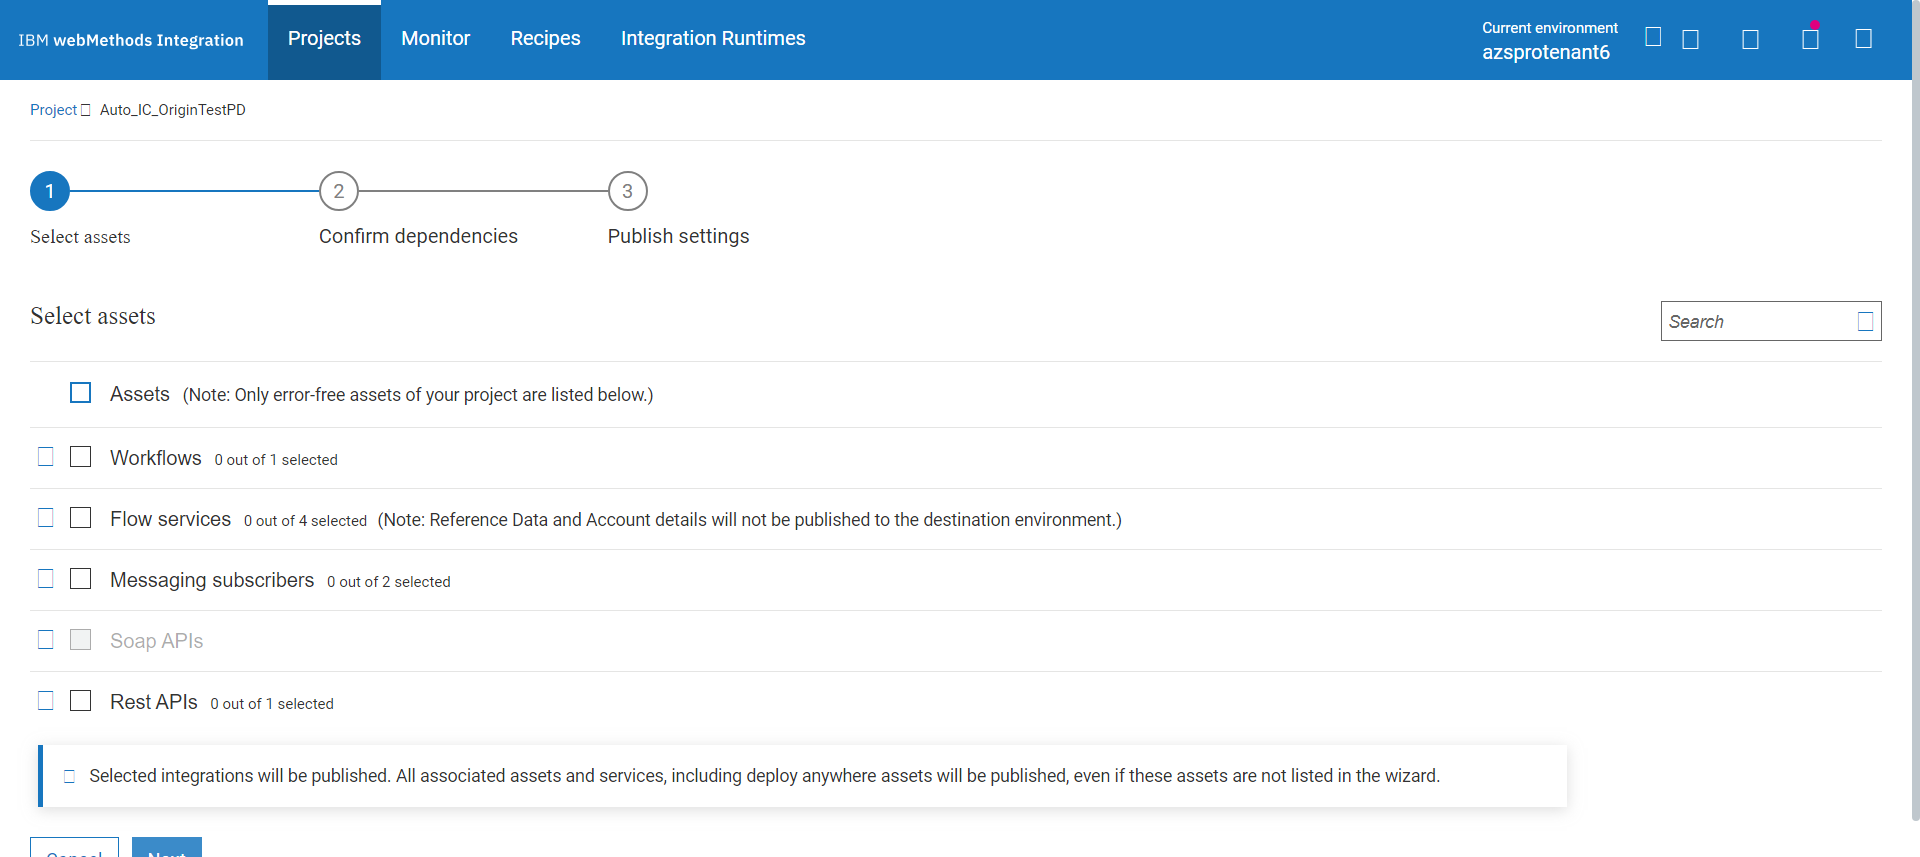 IBM webMethods Integration
Projects
Monitor
Recipes
Integration Runtimes
Current environment
azsprotenant6
Project Auto_IC_OriginTestPD
1
2
3
Select assets
Confirm dependencies
Publish settings
Select assets
Search
Assets (Note: Only error-free assets of your project are listed below.)
Workflows 0 out of 1 selected
Flow services 0 out of 4 selected (Note: Reference Data and Account details will not be published to the destination environment.)
Messaging subscribers 0 out of 2 selected
Soap APIs
Rest APIs 0 out of 1 selected
Selected integrations will be published. All associated assets and services, including deploy anywhere assets will be published, even if these assets are not listed in the wizard.
Cancel
Next